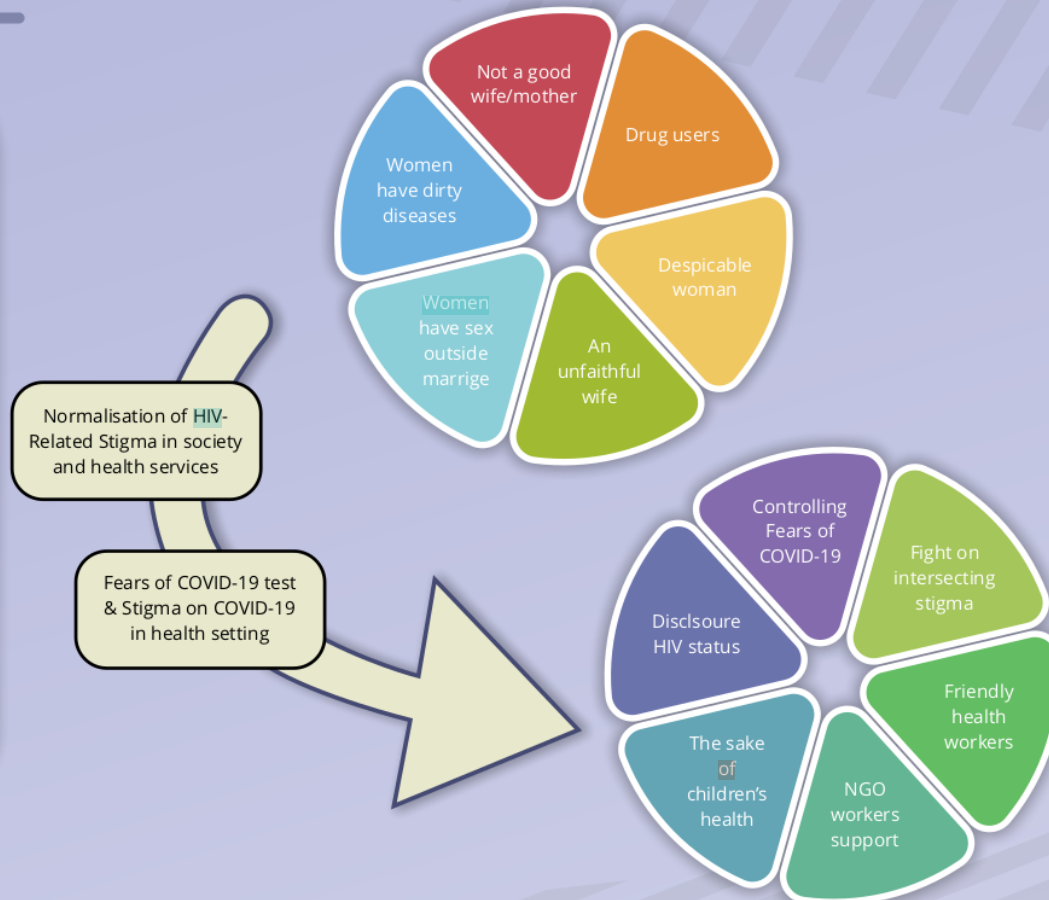 Not a good
wife/mother
Drug users
Despicable
woman
An
unfaithful
wife
Women
have sex
outside
marrige
Women
have dirty
diseases
Normalisation of HIV-
Related Stigma in society
and health services
Fears of COVID-19 test
& Stigma on COVID-19
in health setting
Controlling
Fears of
COVID-19
Fight on
intersecting
stigma
Friendly
health
workers
NGO
workers
support
The sake
of
children’s
health
Disclsoure
HIV status